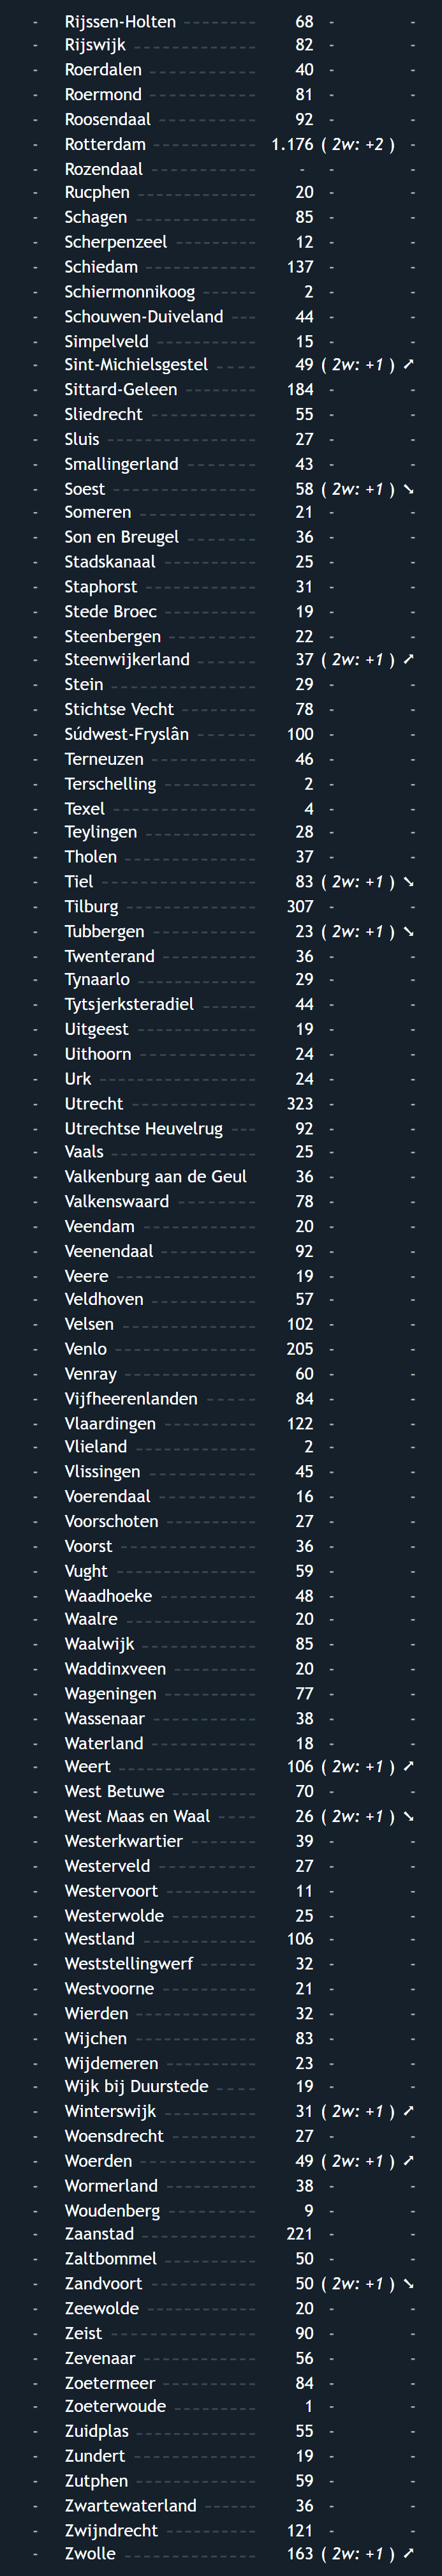 - Rijssen-Holten -------- 68 - -
- Rijswijk ------------- 82 - -
- Roerdalen ----------- 40 - -
- Roermond ----------- 81 - -
- Roosendaal ---------- 92 - -
- Rotterdam ----------- 1.176 ( 2w: +2 ) -
- Rozendaal ----------- - - -
- Rucphen ------------ 20 - -
- Schagen ------------- 85 - -
- Scherpenzeel -------- 12 - -
- Schiedam ------------ 137 - -
- Schiermonnikoog ----- 2 - -
- Schouwen-Duiveland --- 44 - -
- Simpelveld ---------- 15 - -
- Sint-Michielsgestel ---- 49 ( 2w: +1 ) ➚
- Sittard-Geleen ------- 184 - -
- Sliedrecht ----------- 55 - -
- Sluis --------------- 27 - -
- Smallingerland ------- 43 - -
- Soest --------------- 58 ( 2w: +1 ) ➘
- Someren ------------ 21 - -
- Son en Breugel ------- 36 - -
- Stadskanaal --------- 25 - -
- Staphorst ----------- 31 - -
- Stede Broec --------- 19 - -
- Steenbergen --------- 22 - -
- Steenwijkerland ------ 37 ( 2w: +1 ) ➚
- Stein --------------- 29 - -
- Stichtse Vecht -------- 78 - -
- Súdwest-Fryslân ------ 100 - -
- Terneuzen ----------- 46 - -
- Terschelling --------- 2 - -
- Texel --------------- 4 - -
- Teylingen ------------ 28 - -
- Tholen -------------- 37 - -
- Tiel ---------------- 83 ( 2w: +1 ) ➘
- Tilburg -------------- 307 - -
- Tubbergen ----------- 23 ( 2w: +1 ) ➘
- Twenterand ---------- 36 - -
- Tynaarlo ------------ 29 - -
- Tytsjerksteradiel ----- 44 - -
- Uitgeest ------------ 19 - -
- Uithoorn ------------ 24 - -
- Urk ---------------- 24 - -
- Utrecht ------------- 323 - -
- Utrechtse Heuvelrug --- 92 - -
- Vaals --------------- 25 - -
- Valkenburg aan de Geul 36 - -
- Valkenswaard -------- 78 - -
- Veendam ------------ 20 - -
- Veenendaal ---------- 92 - -
- Veere --------------- 19 - -
- Veldhoven ----------- 57 - -
- Velsen -------------- 102 - -
- Venlo --------------- 205 - -
- Venray -------------- 60 - -
- Vijfheerenlanden ----- 84 - -
- Vlaardingen ---------- 122 - -
- Vlieland ------------- 2 - -
- Vlissingen ----------- 45 - -
- Voerendaal ---------- 16 - -
- Voorschoten --------- 27 - -
- Voorst -------------- 36 - -
- Vught --------------- 59 - -
- Waadhoeke ---------- 48 - -
- Waalre -------------- 20 - -
- Waalwijk ------------ 85 - -
- Waddinxveen --------- 20 - -
- Wageningen ---------- 77 - -
- Wassenaar ----------- 38 - -
- Waterland ----------- 18 - -
- Weert -------------- 106 ( 2w: +1 ) ➚
- West Betuwe --------- 70 - -
- West Maas en Waal ---- 26 ( 2w: +1 ) ➘
- Westerkwartier ------- 39 - -
- Westerveld ---------- 27 - -
- Westervoort --------- 11 - -
- Westerwolde --------- 25 - -
- Westland ------------ 106 - -
- Weststellingwerf ------ 32 - -
- Westvoorne ---------- 21 - -
- Wierden ------------- 32 - -
- Wijchen ------------- 83 - -
- Wijdemeren --------- 23 - -
- Wijk bij Duurstede ---- 19 - -
- Winterswijk ---------- 31 ( 2w: +1 ) ➚
- Woensdrecht --------- 27 - -
- Woerden ------------ 49 ( 2w: +1 ) ➚
- Wormerland --------- 38 - -
- Woudenberg --------- 9 - -
- Zaanstad ------------ 221 - -
- Zaltbommel ---------- 50 - -
- Zandvoort ----------- 50 ( 2w: +1 ) ➘
- Zeewolde ----------- 20 - -
- Zeist --------------- 90 - -
- Zevenaar ------------ 56 - -
- Zoetermeer ---------- 84 - -
- Zoeterwoude --------- 1 - -
- Zuidplas ------------- 55 - -
- Zundert ------------- 19 - -
- Zutphen ------------- 59 - -
- Zwartewaterland ------ 36 - -
- Zwijndrecht ---------- 121 - -
- Zwolle -------------- 163 ( 2w: +1 ) ➚